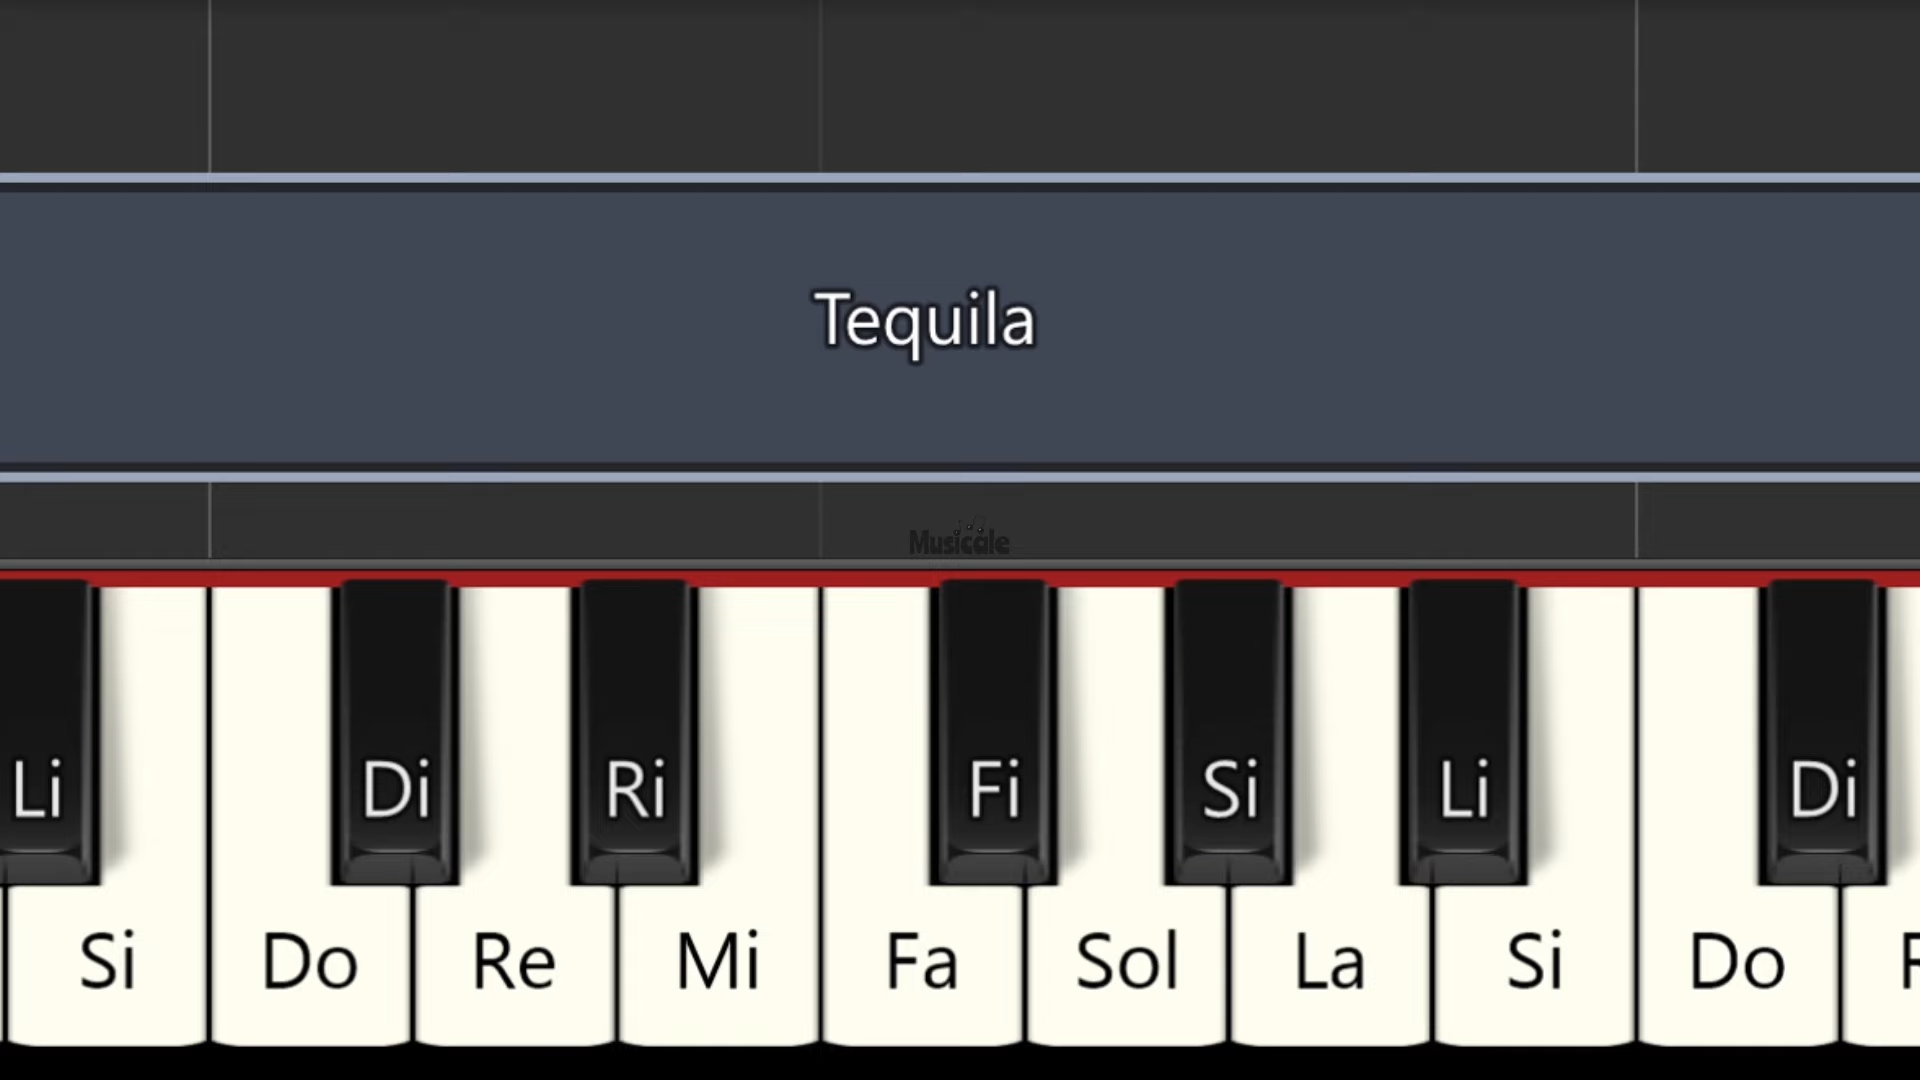 Tequila
Musicale
Li Di Ri Fi Si Li Di
Si Do Re Mi Fa Sol La Si Do